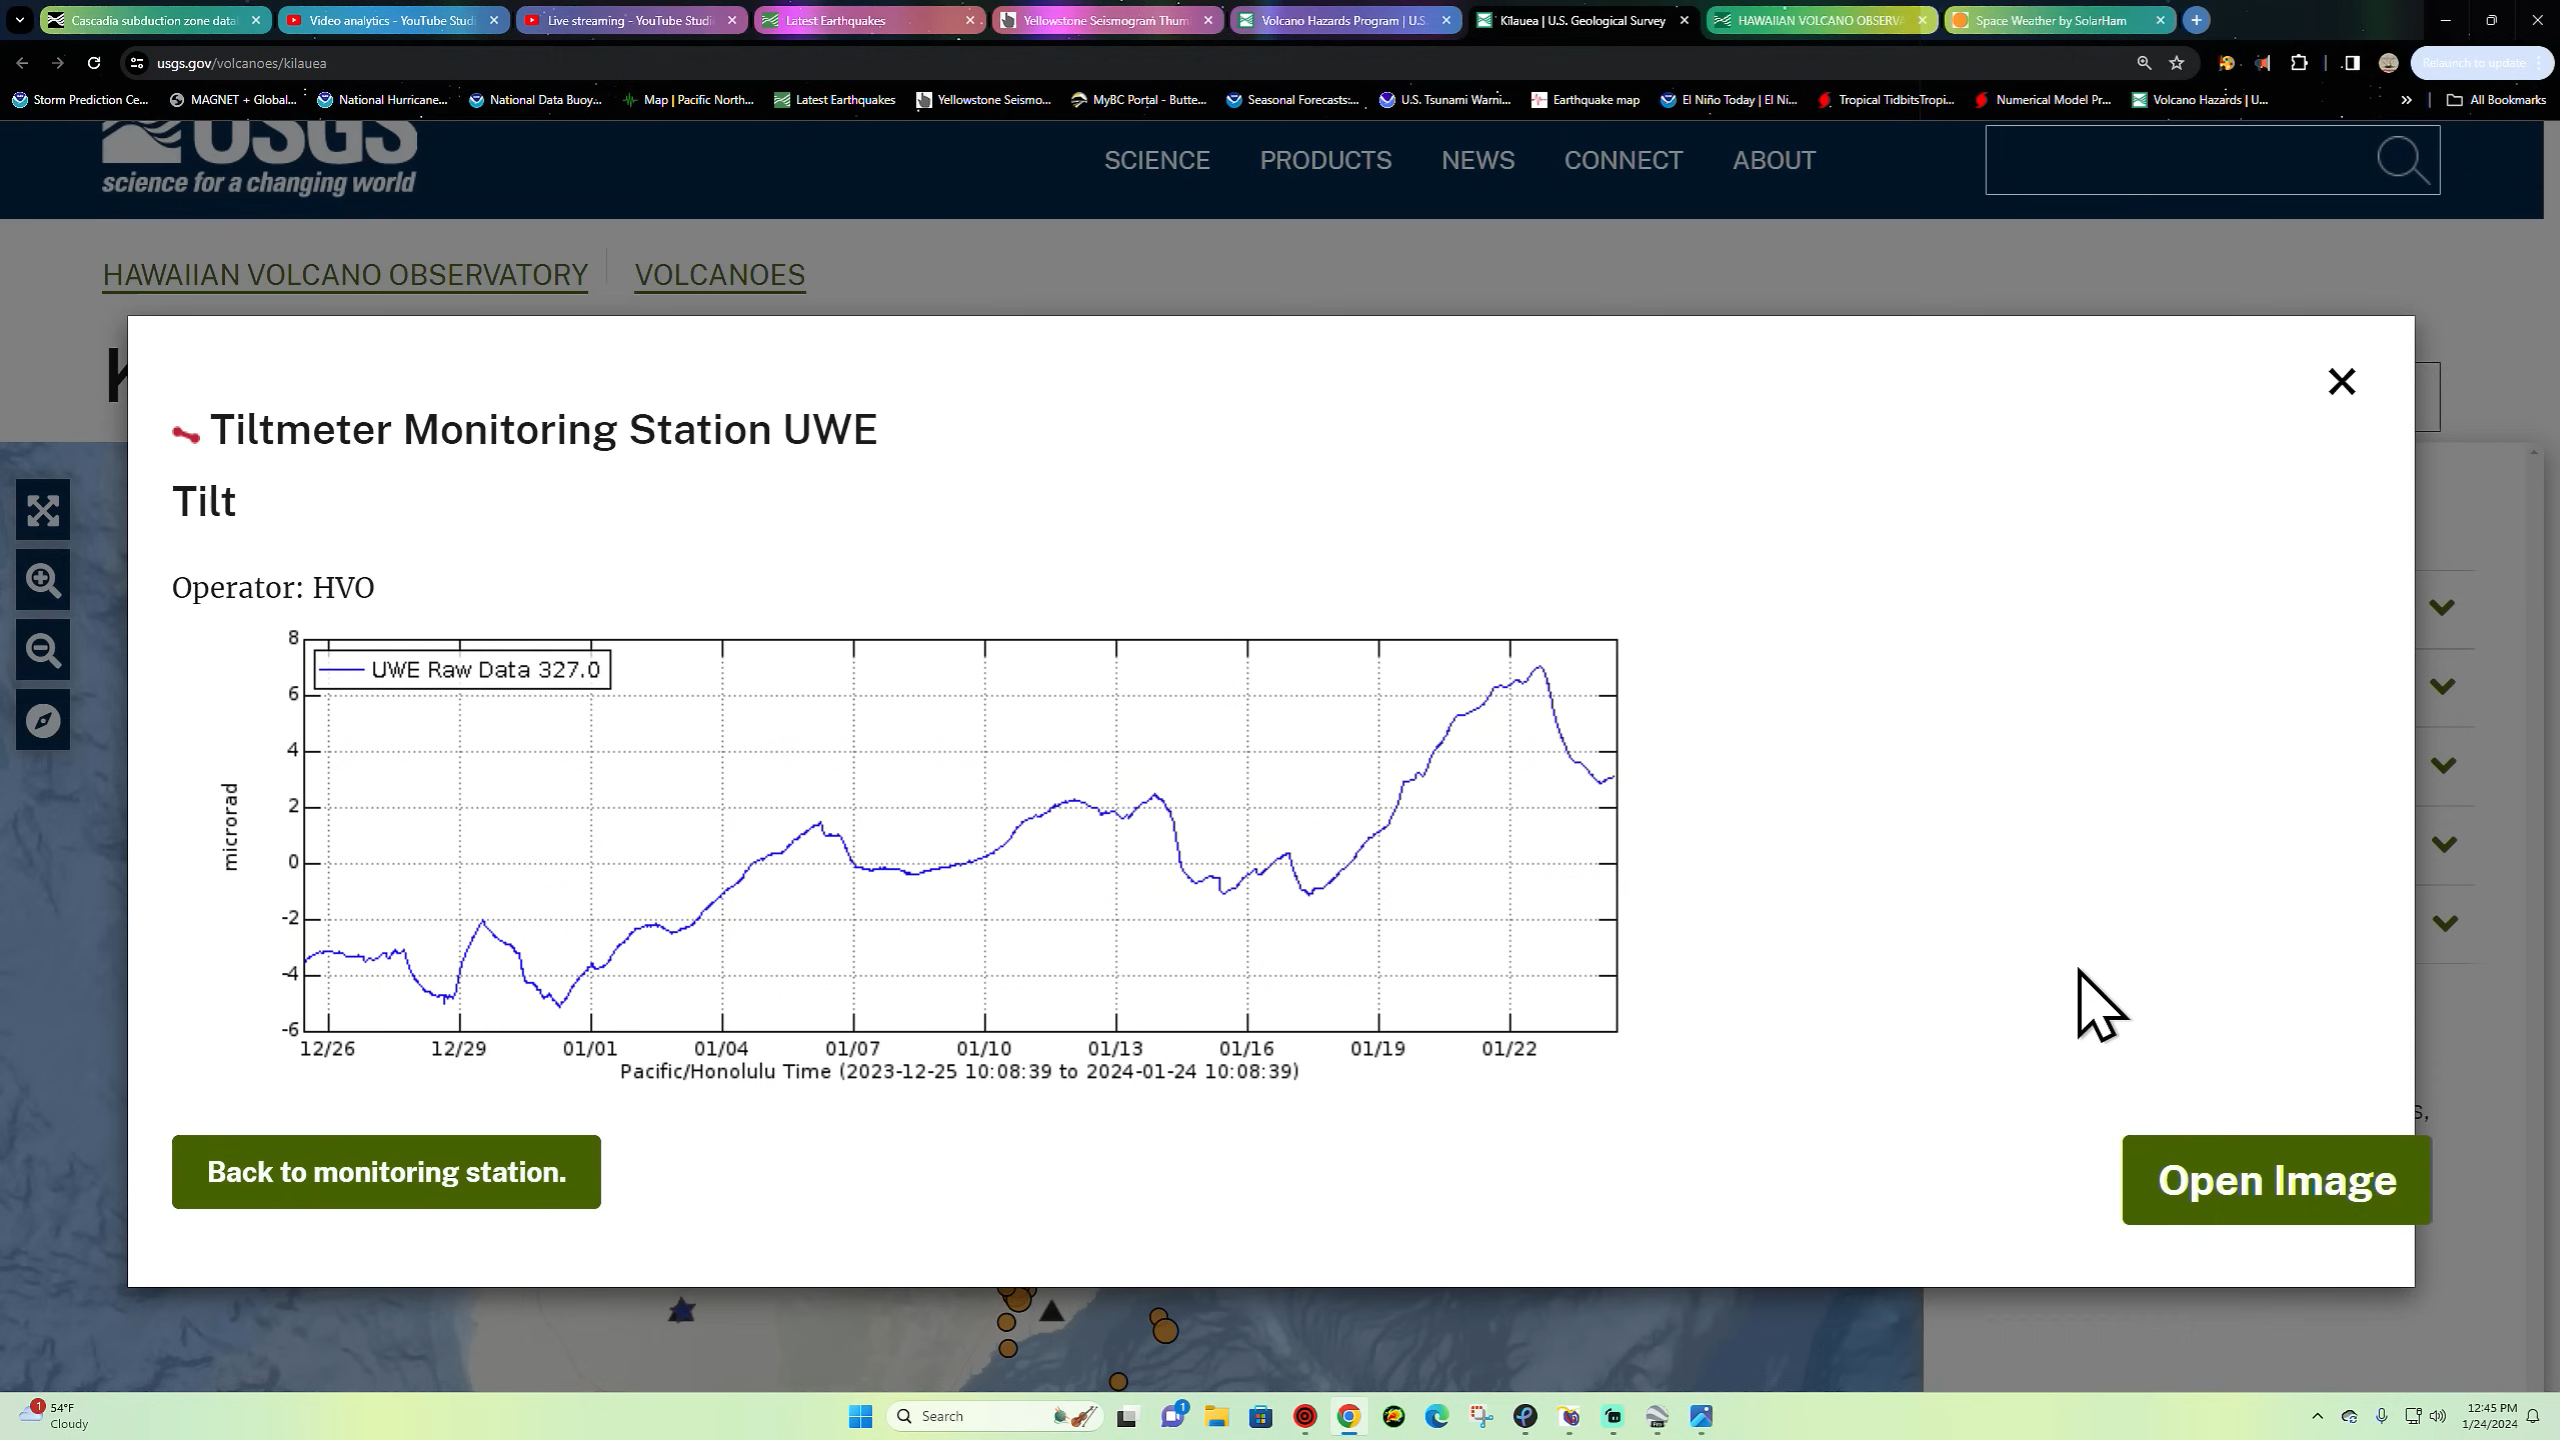 Cascadia subduction zone data
Video analytics - YouTube Studi
Live streaming - YouTube Studi
Latest Earthquakes
Yellowstone Seismogram Thum
Volcano Hazards Program | U.S.
Kilauea | U.S. Geological Survey
HAWAIIAN VOLCANO OBSERVA
Space Weather by SolarHam
usgs.gov/volcanoes/kilauea
Relaunch to update
Storm Prediction Ce...
MAGNET + Global...
National Hurricane...
National Data Buoy...
Map | Pacific North...
Latest Earthquakes
Yellowstone Seismo...
MyBC Portal - Butte...
Seasonal Forecasts:...
U.S. Tsunami Warni...
Earthquake map
El Niño Today | El Ni...
Tropical TidbitsTropi...
Numerical Model Pr...
Volcano Hazards | U...
All Bookmarks
USGS
science for a changing world
SCIENCE
PRODUCTS
NEWS
CONNECT
ABOUT
HAWAIIAN VOLCANO OBSERVATORY
VOLCANOES
K
Tiltmeter Monitoring Station UWE
Tilt
Operator: HVO
UWE Raw Data 327.0
8
6
4
2
0
-2
-4
-6
microrad
12/26 12/29 01/01 01/04 01/07 01/10 01/13 01/16 01/19 01/22
Pacific/Honolulu Time (2023-12-25 10:08:39 to 2024-01-24 10:08:39)
s,
Back to monitoring station.
Open Image
1
54°F
Cloudy
Search
1
12:45 PM
1/24/2024